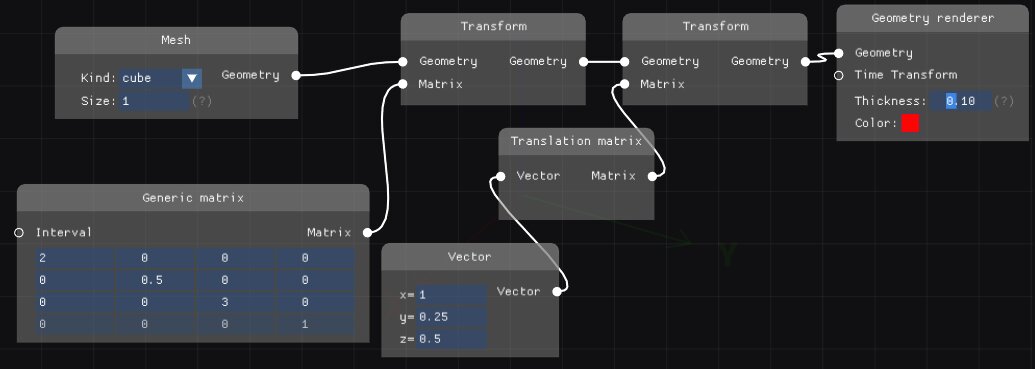 Mesh
Kind: cube
Geometry
Size: 1 (?)
Transform
Geometry Geometry
Matrix
Transform
Geometry Geometry
Matrix
Geometry renderer
Geometry
Time Transform
Thickness: 0.10 (?)
Color:
Translation matrix
Vector Matrix
Generic matrix
Interval Matrix
2 0 0 0
0 0.5 0 0
0 0 3 0
0 0 0 1
Vector
Vector
x= 1
y= 0.25
z= 0.5
Y